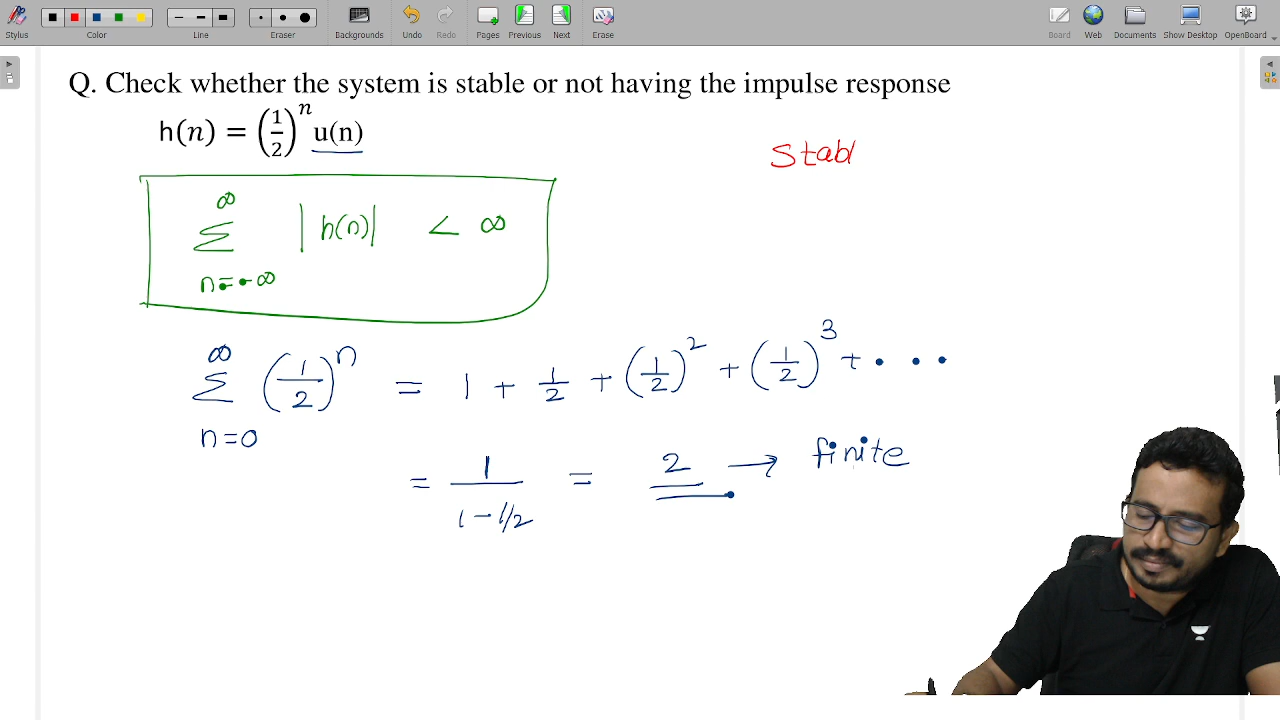 Stylus Color Line Eraser Backgrounds Undo Redo Pages Previous Next Erase Board Web Documents Show Desktop OpenBoard
Q. Check whether the system is stable or not having the impulse response
h(n) = (1/2)^n u(n)
Stabl
∞
Σ |h(n)| < ∞
n=-∞
∞
Σ (1/2)^n = 1 + 1/2 + (1/2)^2 + (1/2)^3 + . . .
n=0
= 1/(1-1/2) = 2 → finite